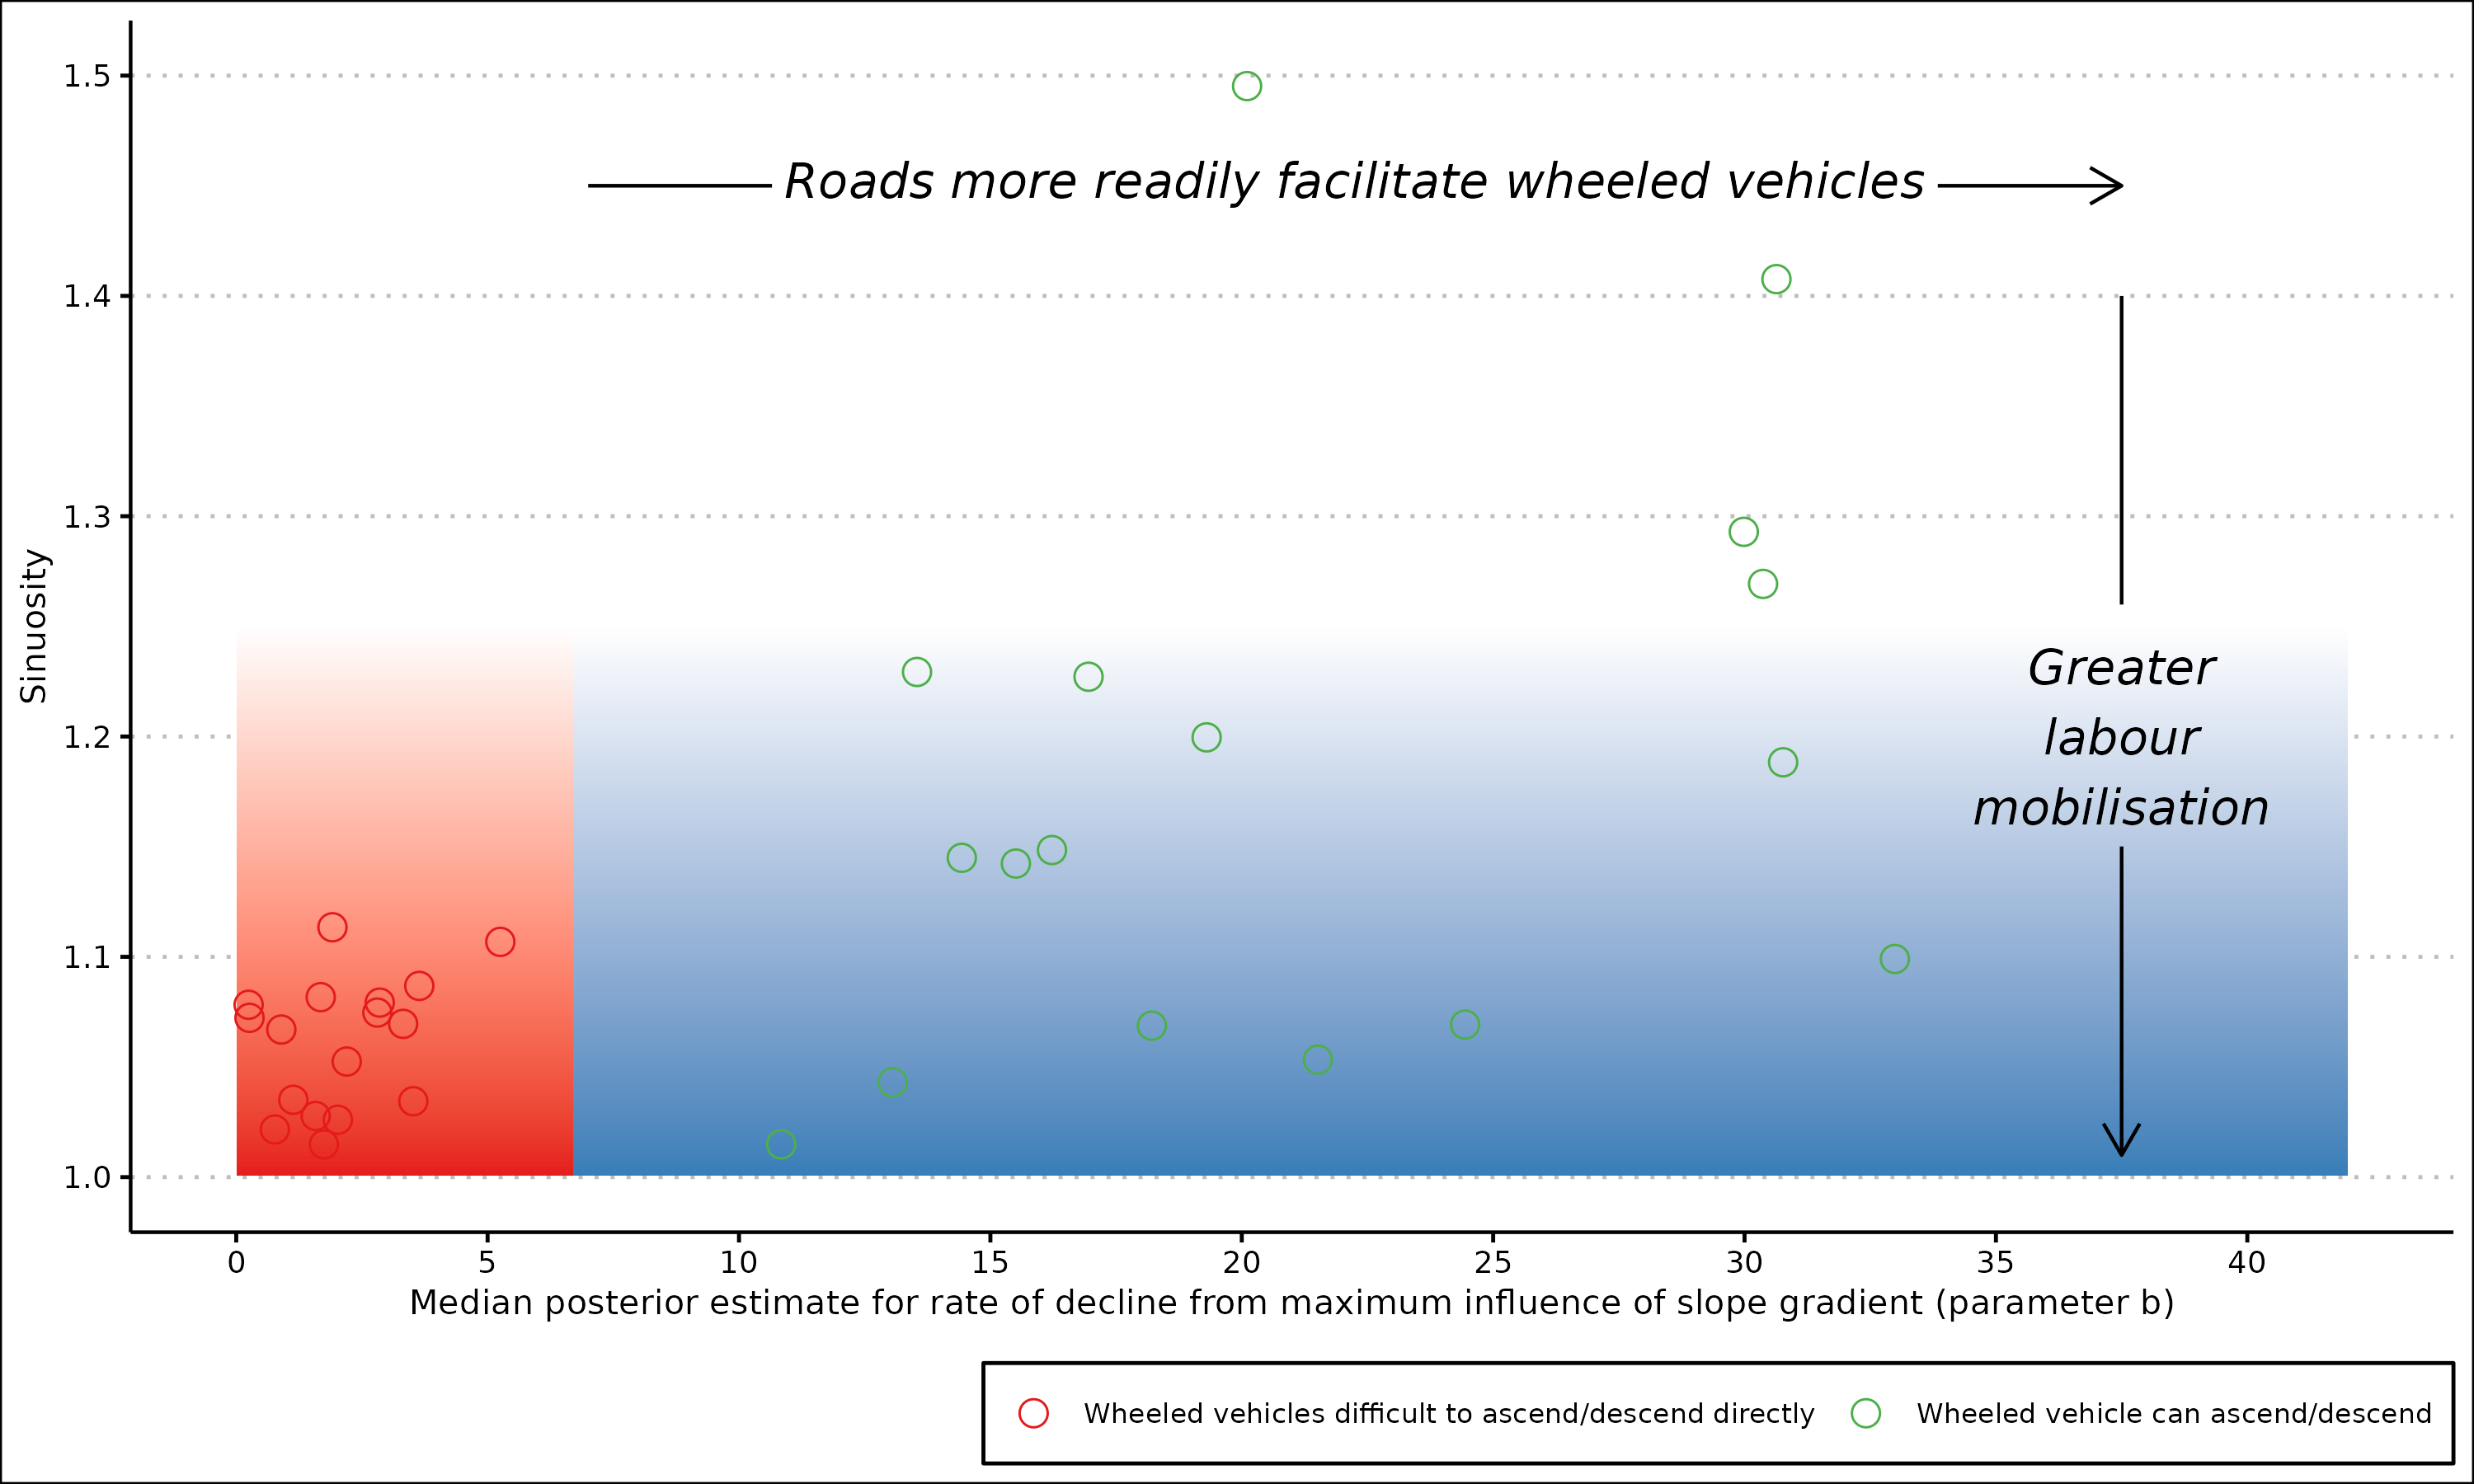 1.5
Roads more readily facilitate wheeled vehicles
1.4
1.3
Sinuosity
Greater
labour
mobilisation
1.2
1.1
1.0
0 5 10 15 20 25 30 35 40
Median posterior estimate for rate of decline from maximum influence of slope gradient (parameter b)
Wheeled vehicles difficult to ascend/descend directly
Wheeled vehicle can ascend/descend